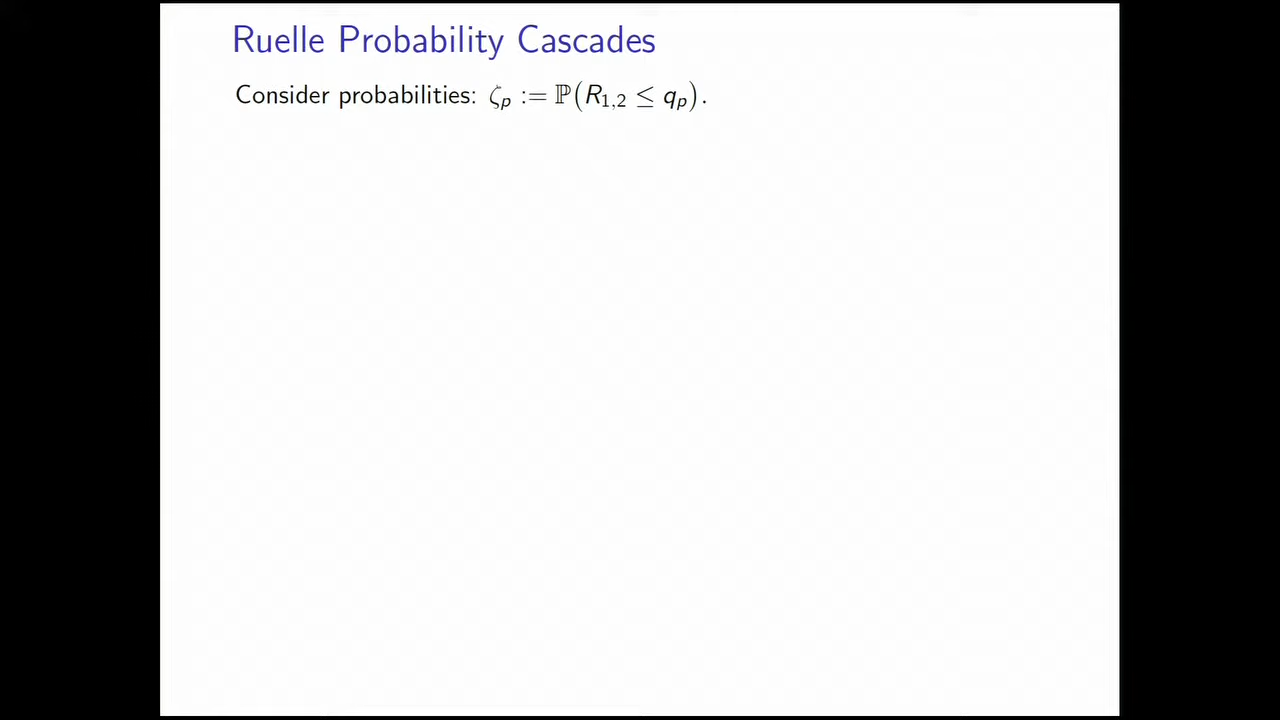 Ruelle Probability Cascades
Consider probabilities: ζ_p := ℙ(R_{1,2} ≤ q_p).